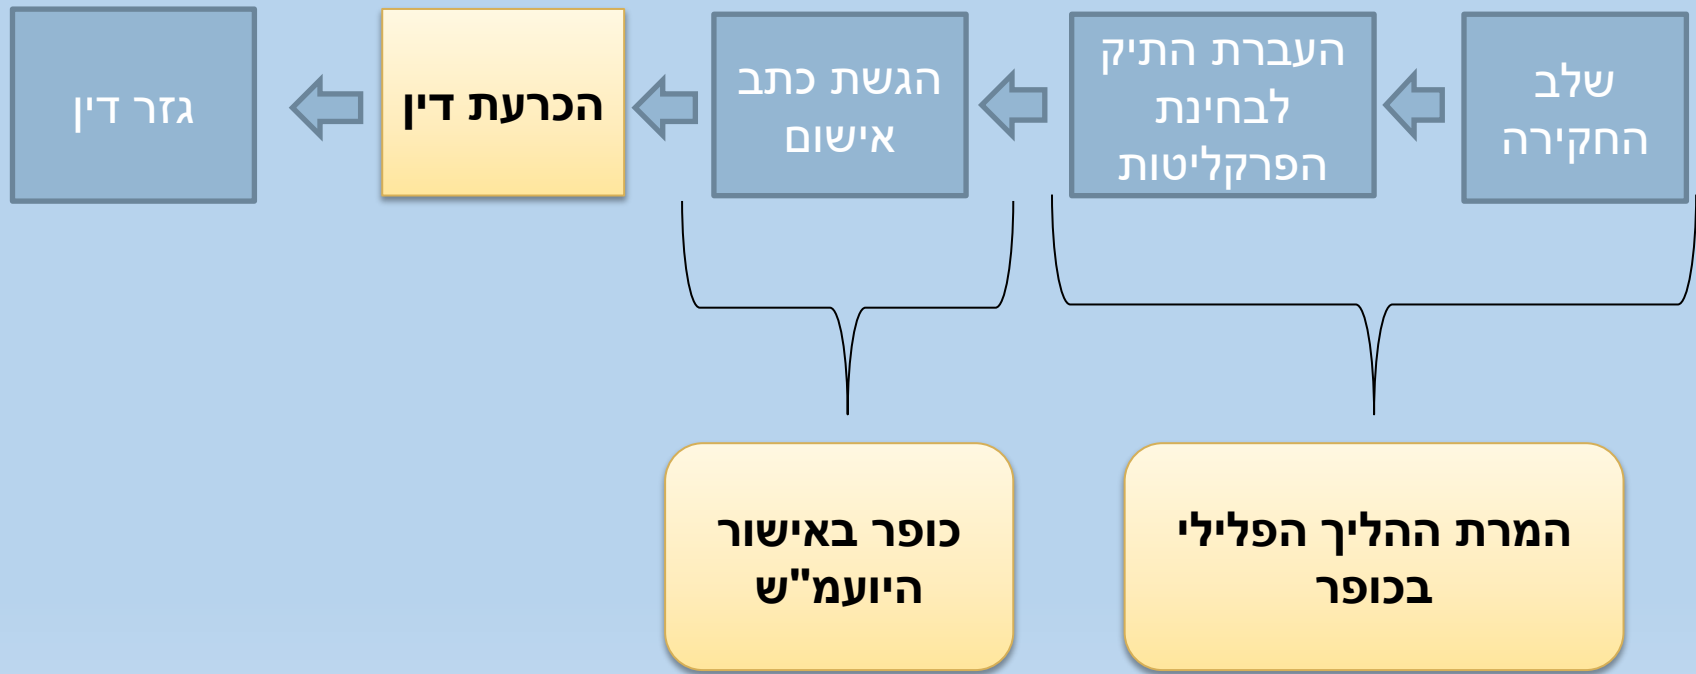 שלב
החקירה
העברת התיק
לבחינת
הפרקליטות
הגשת כתב
אישום
הכרעת דין
גזר דין
המרת ההליך הפלילי
בכופר
כופר באישור
היועמ"ש